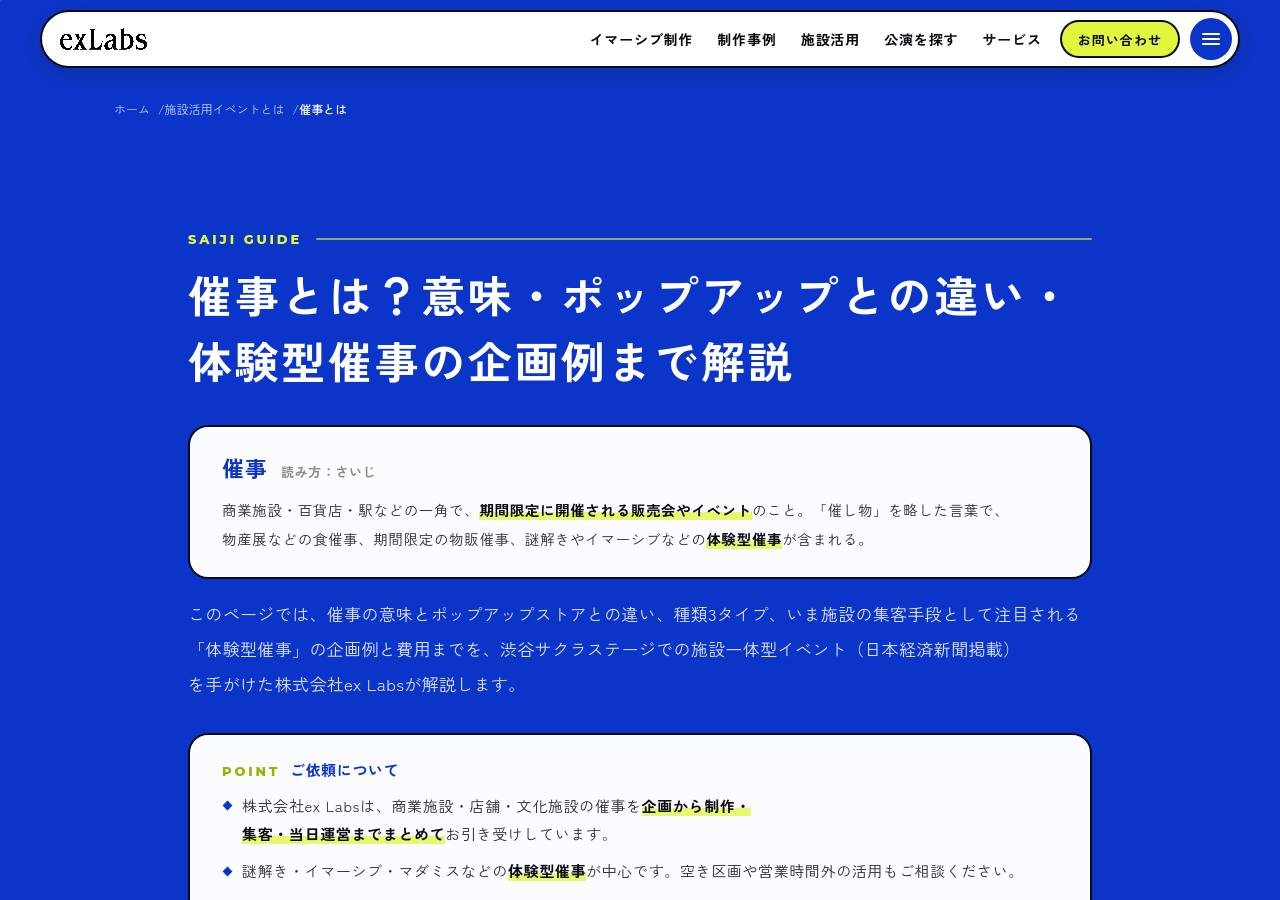 exLabs
イマーシブ制作 制作事例 施設活用 公演を探す サービス お問い合わせ
ホーム /施設活用イベントとは /催事とは
SAIJI GUIDE
催事とは？意味・ポップアップとの違い・
体験型催事の企画例まで解説
催事 読み方：さいじ
商業施設・百貨店・駅などの一角で、期間限定に開催される販売会やイベントのこと。「催し物」を略した言葉で、
物産展などの食催事、期間限定の物販催事、謎解きやイマーシブなどの体験型催事が含まれる。
このページでは、催事の意味とポップアップストアとの違い、種類3タイプ、いま施設の集客手段として注目される
「体験型催事」の企画例と費用までを、渋谷サクラステージでの施設一体型イベント（日本経済新聞掲載）
を手がけた株式会社ex Labsが解説します。
POINT ご依頼について
◆ 株式会社ex Labsは、商業施設・店舗・文化施設の催事を企画から制作・
集客・当日運営までまとめてお引き受けしています。
◆ 謎解き・イマーシブ・マダミスなどの体験型催事が中心です。空き区画や営業時間外の活用もご相談ください。